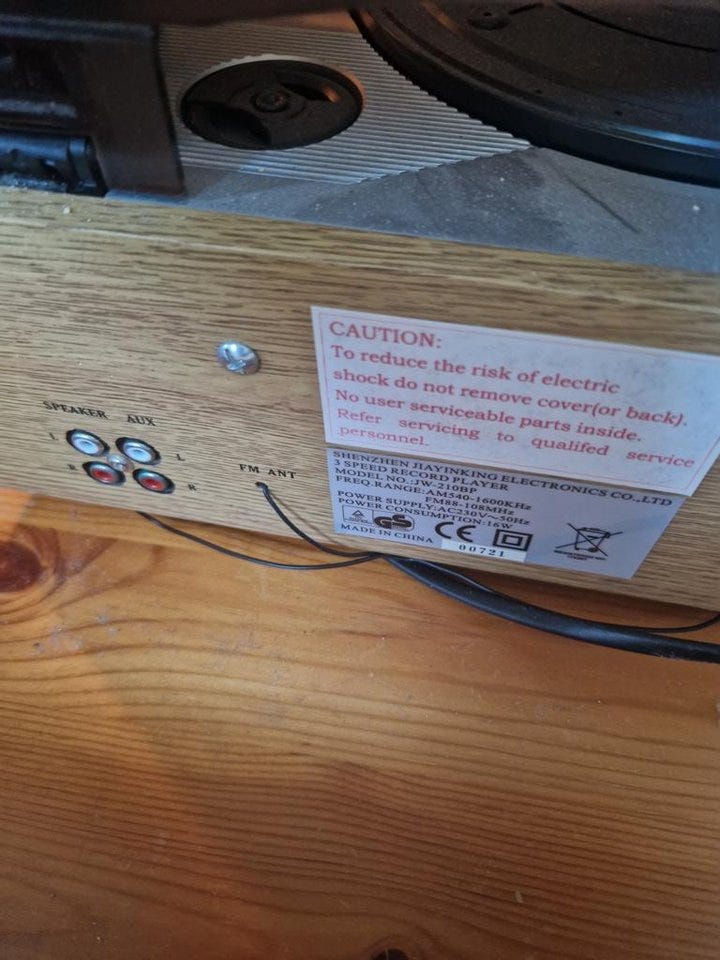 CAUTION:
To reduce the risk of electric
shock do not remove cover(or back).
No user serviceable parts inside.
Refer servicing to qualifed service
personnel.
SPEAKER AUX
L
L
R
R
FM ANT
SHENZHEN JIAYINKING ELECTRONICS CO.,LTD
3 SPEED RECORD PLAYER
MODEL NO.:JW-210BP
FREQ.RANGE:AM540-1600KHz
FM88-108MHz
POWER SUPPLY:AC230V~50Hz
POWER CONSUMPTION:16W
GS CE
MADE IN CHINA
00721